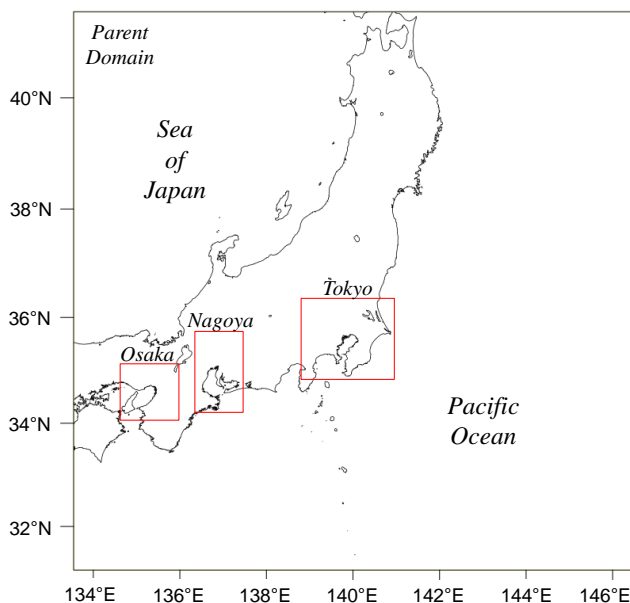 Parent
Domain
40°N
Sea
of
Japan
38°N
Tokyo
36°N
Nagoya
Osaka
Pacific
Ocean
34°N
32°N
134°E 136°E 138°E 140°E 142°E 144°E 146°E